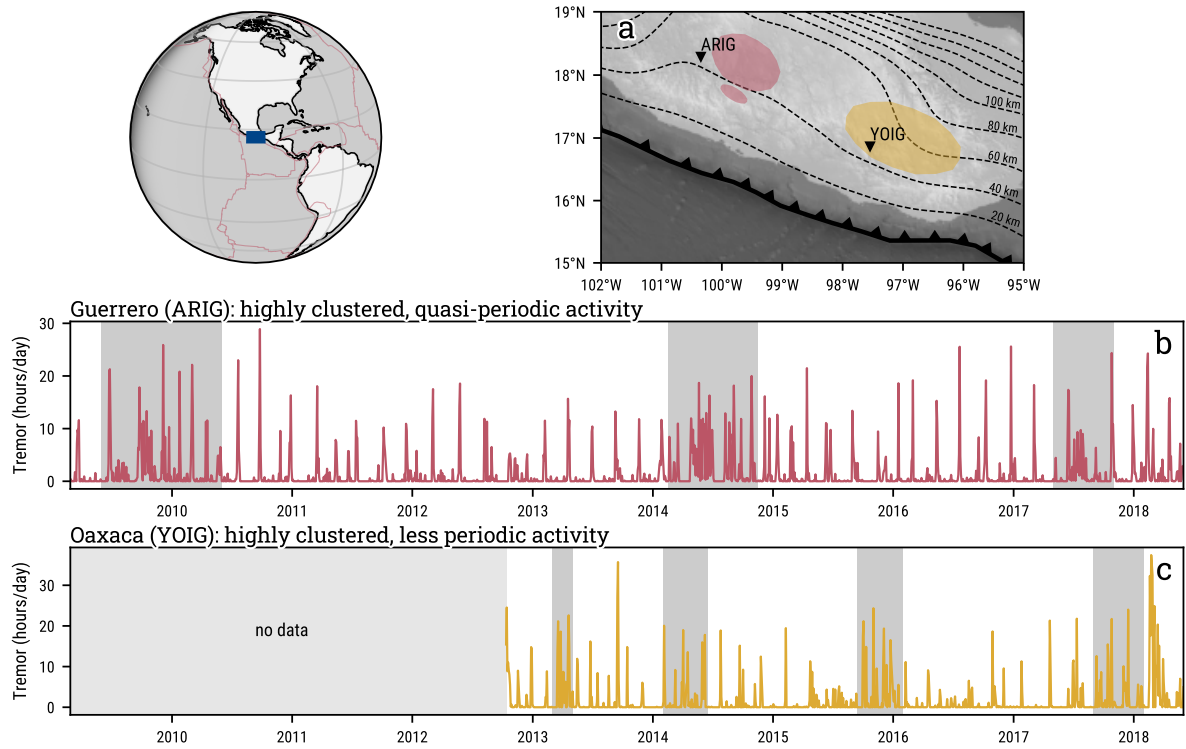 a
19°N
18°N
17°N
16°N
15°N
ARIG
YOIG
100 km
80 km
60 km
40 km
20 km
102°W 101°W 100°W 99°W 98°W 97°W 96°W 95°W
Guerrero (ARIG): highly clustered, quasi-periodic activity
b
Tremor (hours/day)
30
20
10
0
2010 2011 2012 2013 2014 2015 2016 2017 2018
Oaxaca (YOIG): highly clustered, less periodic activity
c
Tremor (hours/day)
30
20
10
0
no data
2010 2011 2012 2013 2014 2015 2016 2017 2018